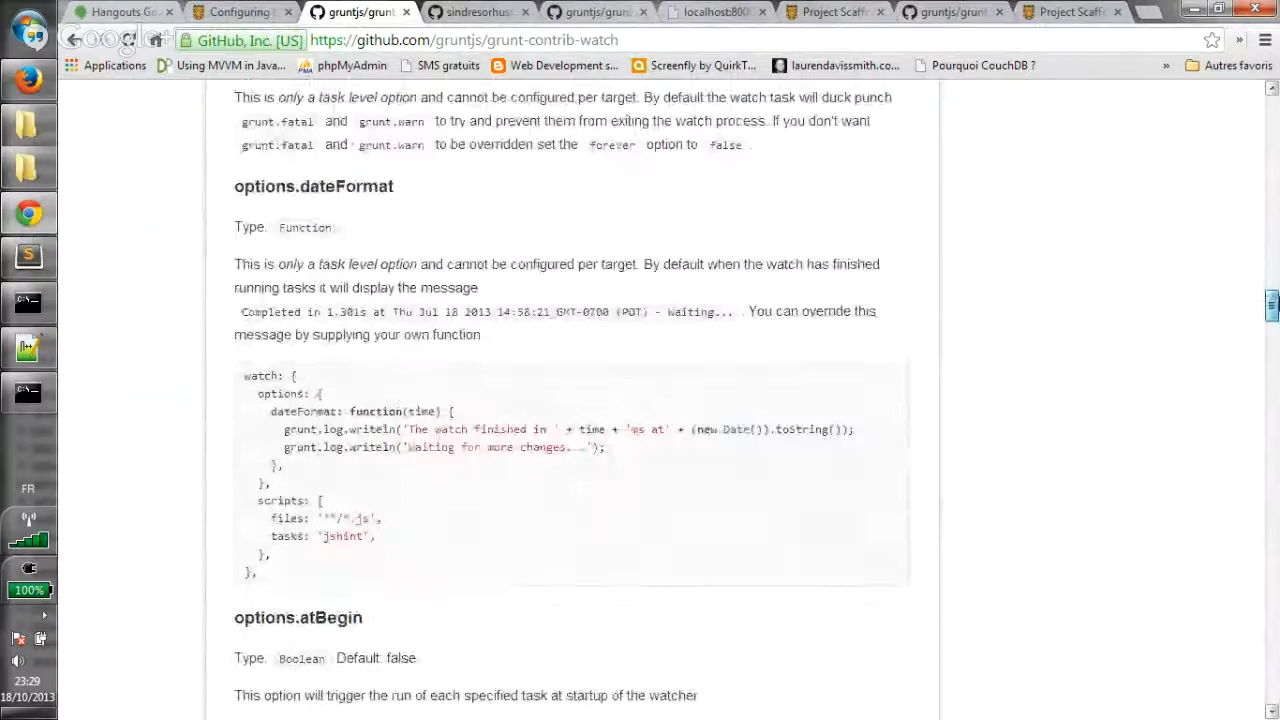 Hangouts Go
Configuring
gruntjs/grunt
sindresorhus
gruntjs/grun
localhost:800
Project Scaff
gruntjs/grun
Project Scaff
Google
GitHub, Inc. [US]
https://github.com/gruntjs/grunt-contrib-watch
Applications
Using MVVM in Java...
phpMyAdmin
SMS gratuits
Web Development s...
Screenfly by QuirkT...
laurendavissmith.co...
Pourquoi CouchDB ?
»
Autres favoris
This is only a task level option and cannot be configured per target. By default the watch task will duck punch
grunt.fatal and grunt.warn to try and prevent them from exiting the watch process. If you don't want
grunt.fatal and grunt.warn to be overridden set the forever option to false .
options.dateFormat
Type: Function
This is only a task level option and cannot be configured per target. By default when the watch has finished
running tasks it will display the message
Completed in 1.301s at Thu Jul 18 2013 14:58:21 GMT-0700 (PDT) - Waiting... . You can override this
message by supplying your own function
watch: {
options: {
dateFormat: function(time) {
grunt.log.writeln('The watch finished in ' + time + 'ms at' + (new Date()).toString());
grunt.log.writeln('Waiting for more changes...');
},
},
scripts: {
files: '**/*.js',
tasks: 'jshint',
},
},
options.atBegin
Type: Boolean Default: false
This option will trigger the run of each specified task at startup of the watcher
FR
100%
23:29
18/10/2013